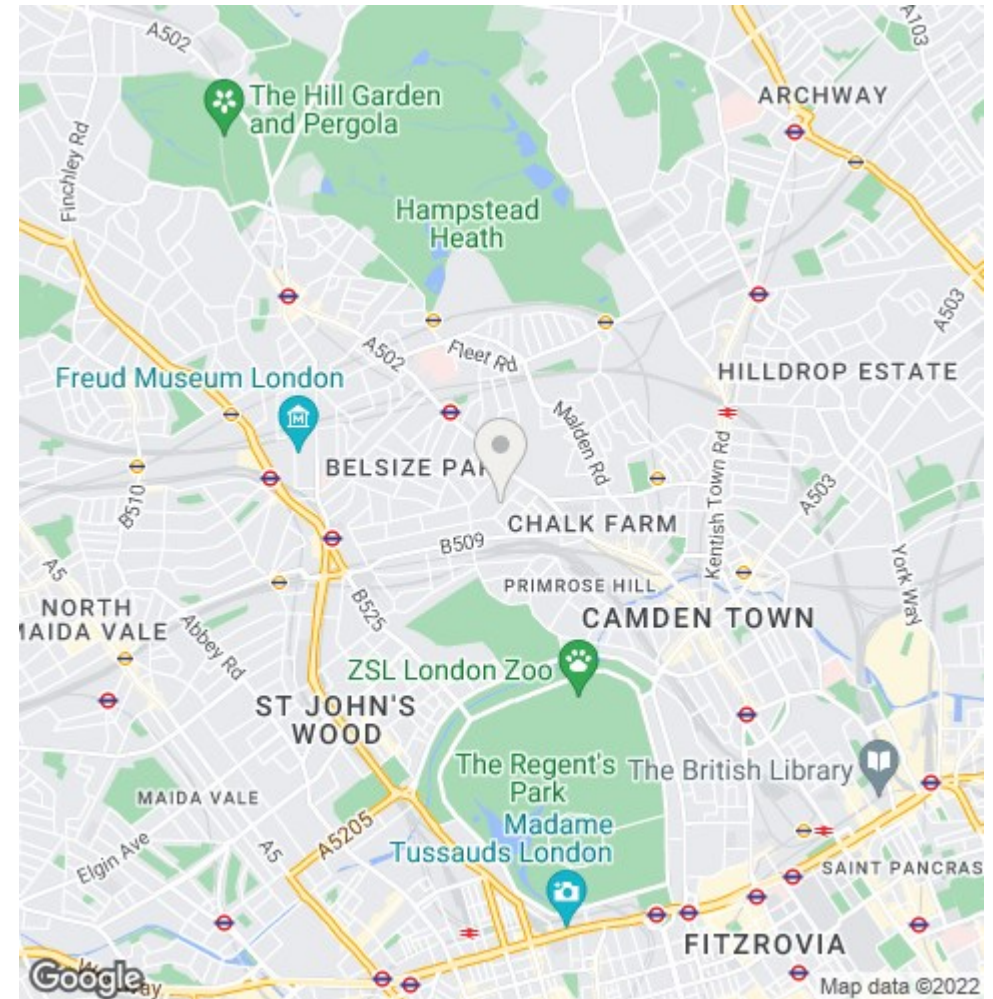 A502
A103
The Hill Garden
and Pergola
ARCHWAY
Finchley Rd
Hampstead
Heath
A502
Fleet Rd
A503
Freud Museum London
HILLDROP ESTATE
M
Malden Rd
BELSIZE PAR
B510
Kentish Town Rd
A503
CHALK FARM
B509
A5
PRIMROSE HILL
York Way
NORTH
MAIDA VALE
B525
CAMDEN TOWN
Abbey Rd
ZSL London Zoo
ST JOHN'S
WOOD
The Regent's
Park
The British Library
MAIDA VALE
Madame
Tussauds London
A5205
Elgin Ave
A5
SAINT PANCRAS
FITZROVIA
Google
Way
Map data ©2022